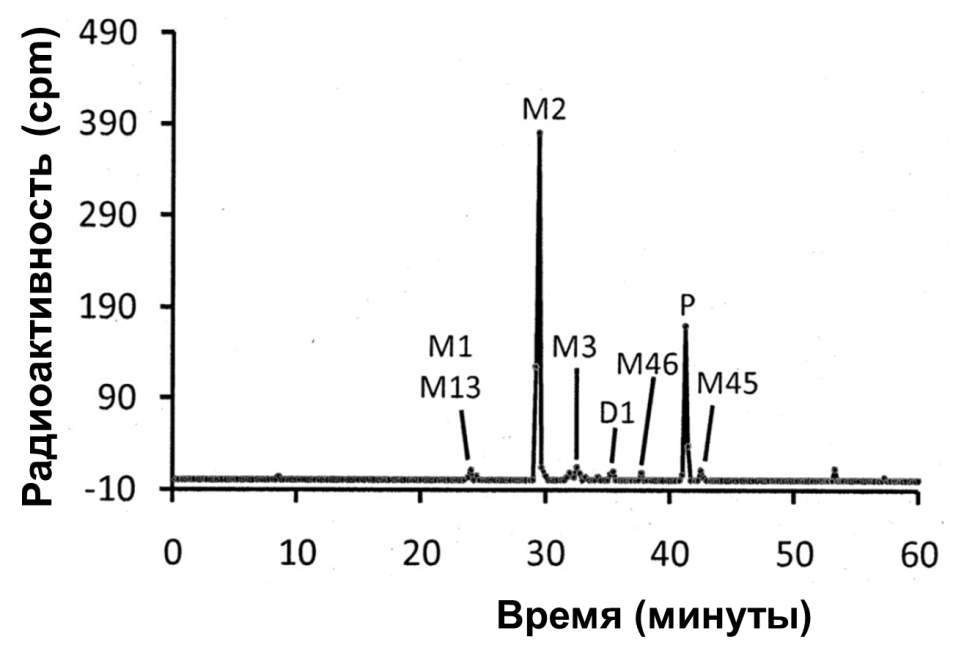 Радиоактивность (cpm)
490
390
290
190
90
-10
M2
P
M1
M13
M3
M46
M45
D1
0 10 20 30 40 50 60
Время (минуты)